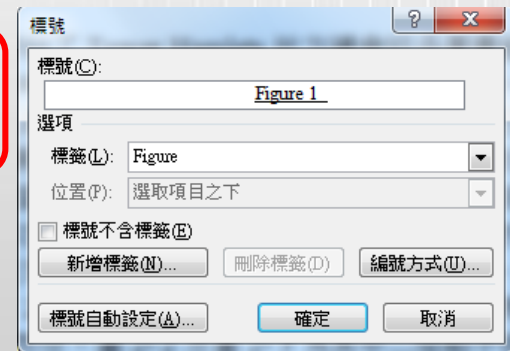 標號
標號(C):
Figure 1
選項
標籤(L): Figure
位置(P): 選取項目之下
標號不含標籤(E)
新增標籤(N)... 刪除標籤(D) 編號方式(U)...
標號自動設定(A)... 確定 取消